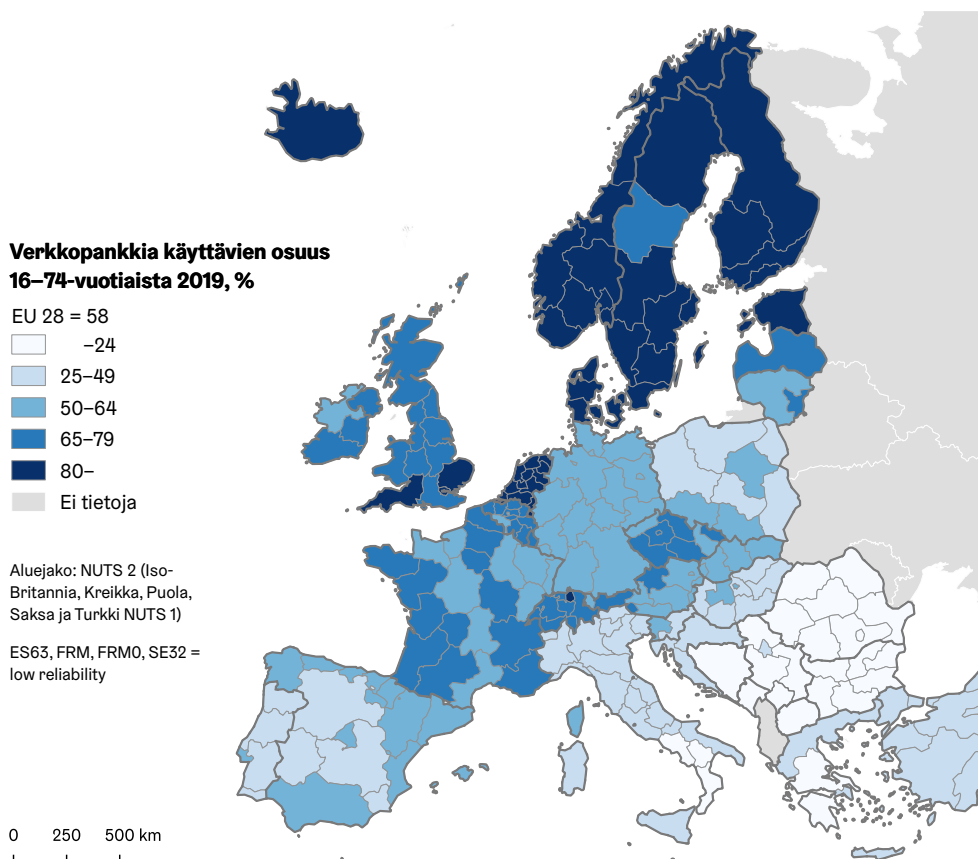 Verkkopankkia käyttävien osuus
16–74-vuotiaista 2019, %
EU 28 = 58
–24
25–49
50–64
65–79
80–
Ei tietoja
Aluejako: NUTS 2 (Iso-
Britannia, Kreikka, Puola,
Saksa ja Turkki NUTS 1)
ES63, FRM, FRM0, SE32 =
low reliability
0 250 500 km